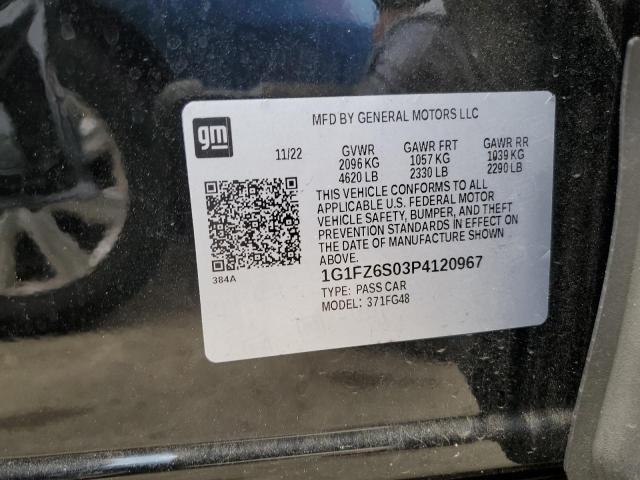 MFD BY GENERAL MOTORS LLC
gm
11/22
GVWR GAWR FRT GAWR RR
2096 KG 1057 KG 1039 KG
4620 LB 2330 LB 2290 LB
THIS VEHICLE CONFORMS TO ALL
APPLICABLE U.S. FEDERAL MOTOR
VEHICLE SAFETY, BUMPER, AND THEFT
PREVENTION STANDARDS IN EFFECT ON
THE DATE OF MANUFACTURE SHOWN
ABOVE.
384A
1G1FZ6S03P4120967
TYPE: PASS CAR
MODEL: 371FG48